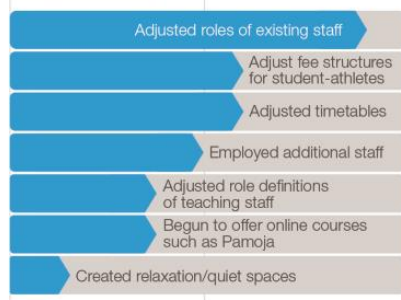 Adjusted roles of existing staff
Adjust fee structures
for student-athletes
Adjusted timetables
Employed additional staff
Adjusted role definitions
of teaching staff
Begun to offer online courses
such as Pamoja
Created relaxation/quiet spaces